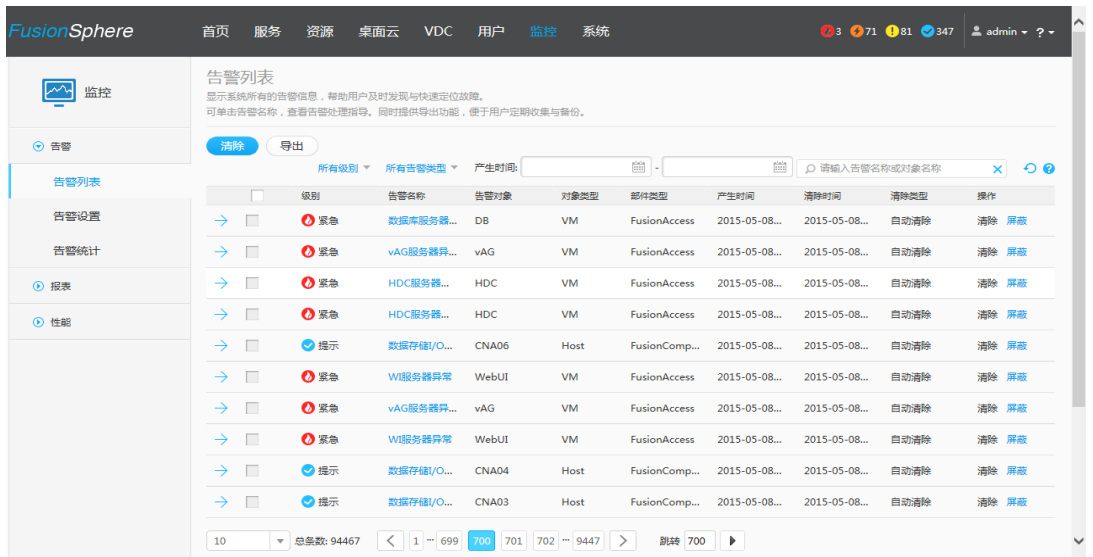 FusionSphere 首页 服务 资源 桌面云 VDC 用户 监控 系统 3 71 81 347 admin ?
监控
告警
告警列表
告警设置
告警统计
报表
性能
告警列表
显示系统所有的告警信息，帮助用户及时发现与快速定位故障。
可单击告警名称，查看告警处理指导。同时提供导出功能，便于用户定期收集与备份。
清除 导出
所有级别 所有告警类型 产生时间: - 请输入告警名称或对象名称
级别 告警名称 告警对象 对象类型 部件类型 产生时间 清除时间 清除类型 操作
紧急 数据库服务器... DB VM FusionAccess 2015-05-08... 2015-05-08... 自动清除 清除 屏蔽
紧急 vAG服务器异... vAG VM FusionAccess 2015-05-08... 2015-05-08... 自动清除 清除 屏蔽
紧急 HDC服务器... HDC VM FusionAccess 2015-05-08... 2015-05-08... 自动清除 清除 屏蔽
紧急 HDC服务器... HDC VM FusionAccess 2015-05-08... 2015-05-08... 自动清除 清除 屏蔽
提示 数据存储I/O... CNA06 Host FusionComp... 2015-05-08... 2015-05-08... 自动清除 清除 屏蔽
紧急 WI服务器异常 WebUI VM FusionAccess 2015-05-08... 2015-05-08... 自动清除 清除 屏蔽
紧急 vAG服务器异... vAG VM FusionAccess 2015-05-08... 2015-05-08... 自动清除 清除 屏蔽
紧急 WI服务器异常 WebUI VM FusionAccess 2015-05-08... 2015-05-08... 自动清除 清除 屏蔽
提示 数据存储I/O... CNA04 Host FusionComp... 2015-05-08... 2015-05-08... 自动清除 清除 屏蔽
提示 数据存储I/O... CNA03 Host FusionComp... 2015-05-08... 2015-05-08... 自动清除 清除 屏蔽
10 总条数: 94467 1 ... 699 700 701 702 ... 9447 跳转 700